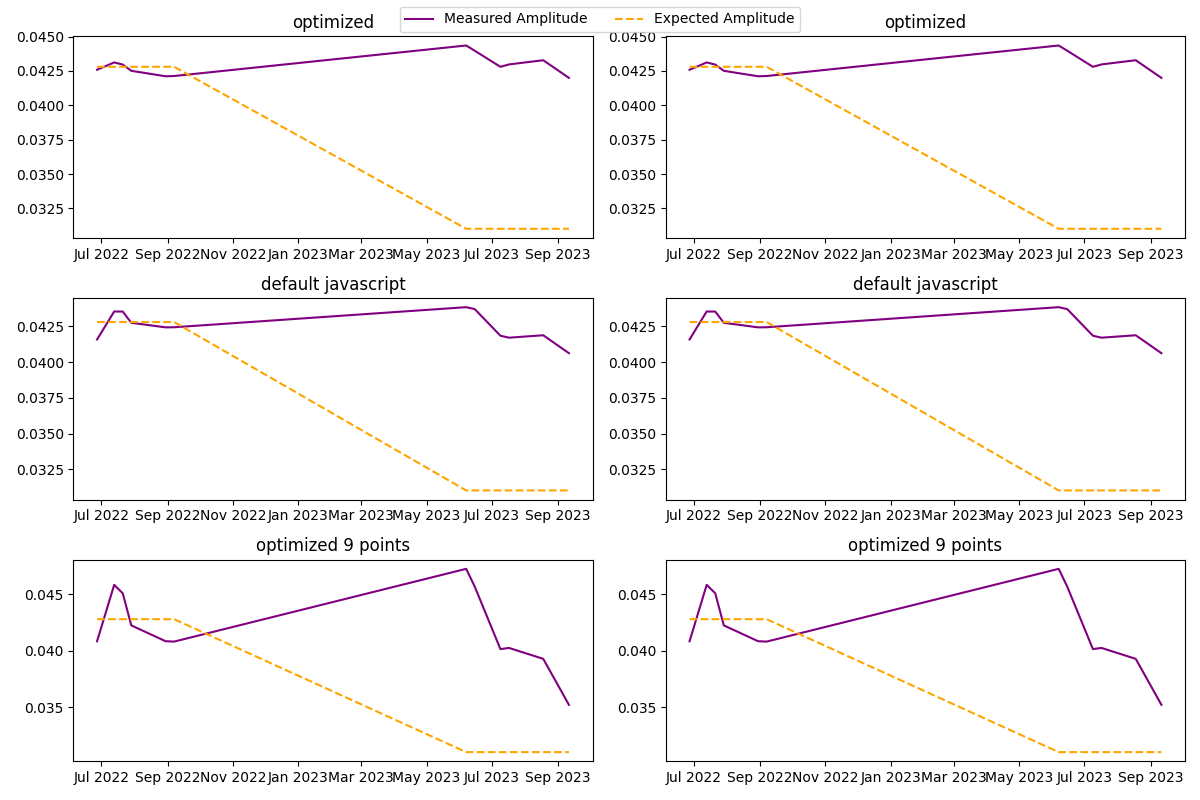 Measured Amplitude Expected Amplitude
optimized optimized
0.0450 0.0450
0.0425 0.0425
0.0400 0.0400
0.0375 0.0375
0.0350 0.0350
0.0325 0.0325
Jul 2022 Sep 2022 Nov 2022 Jan 2023 Mar 2023 May 2023 Jul 2023 Sep 2023 Jul 2022 Sep 2022 Nov 2022 Jan 2023 Mar 2023 May 2023 Jul 2023 Sep 2023
default javascript default javascript
0.0425 0.0425
0.0400 0.0400
0.0375 0.0375
0.0350 0.0350
0.0325 0.0325
Jul 2022 Sep 2022 Nov 2022 Jan 2023 Mar 2023 May 2023 Jul 2023 Sep 2023 Jul 2022 Sep 2022 Nov 2022 Jan 2023 Mar 2023 May 2023 Jul 2023 Sep 2023
optimized 9 points optimized 9 points
0.045 0.045
0.040 0.040
0.035 0.035
Jul 2022 Sep 2022 Nov 2022 Jan 2023 Mar 2023 May 2023 Jul 2023 Sep 2023 Jul 2022 Sep 2022 Nov 2022 Jan 2023 Mar 2023 May 2023 Jul 2023 Sep 2023